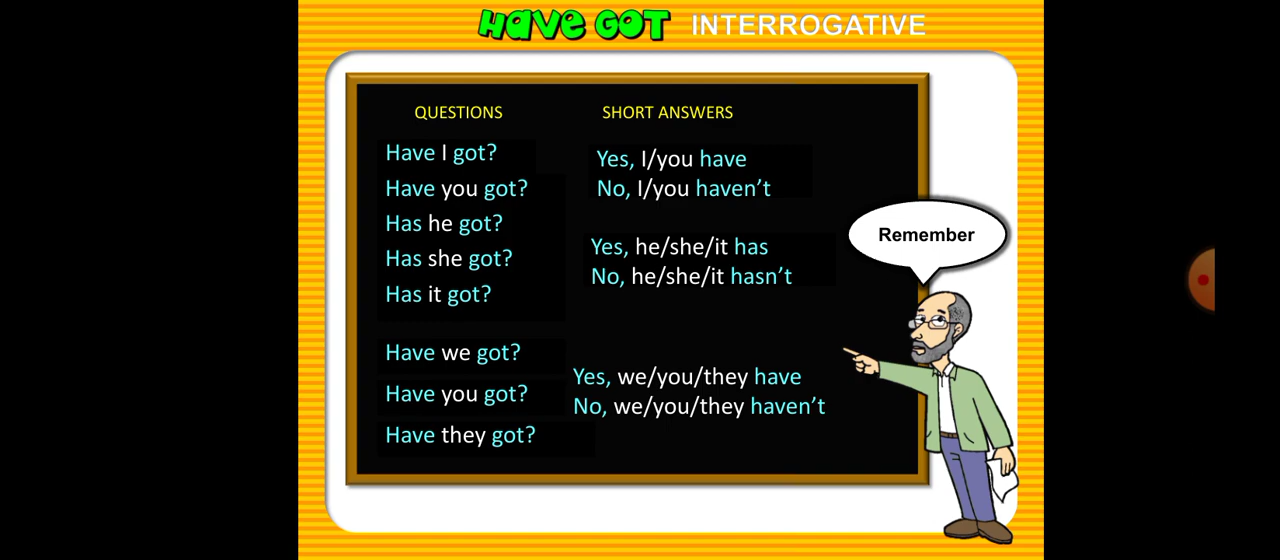 Have GOT INTERROGATIVE
QUESTIONS
Have I got?
Have you got?
Has he got?
Has she got?
Has it got?
Have we got?
Have you got?
Have they got?
SHORT ANSWERS
Yes, I/you have
No, I/you haven’t
Yes, he/she/it has
No, he/she/it hasn’t
Yes, we/you/they have
No, we/you/they haven’t
Remember